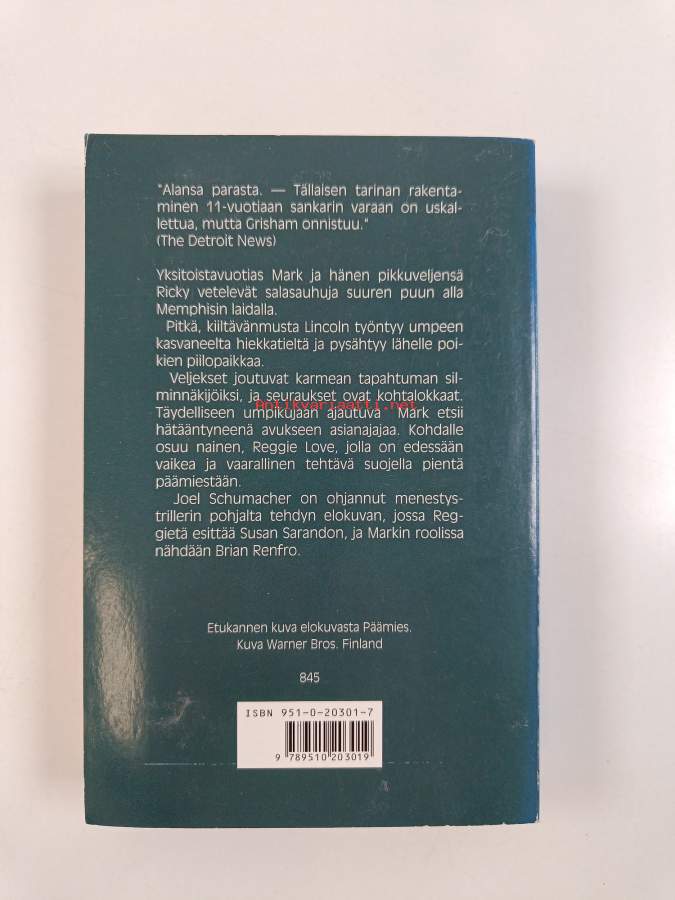 "Alansa parasta. — Tällaisen tarinan rakenta-
minen 11-vuotiaan sankarin varaan on uskal-
lettua, mutta Grisham onnistuu."
(The Detroit News)
Yksitoistavuotias Mark ja hänen pikkuveljensä
Ricky vetelevät salasauhuja suuren puun alla
Memphisin laidalla.
Pitkä, kiiltävänmusta Lincoln työntyy umpeen
kasvaneelta hiekkatieltä ja pysähtyy lähelle poi-
kien piilopaikkaa.
Veljekset joutuvat karmean tapahtuman sil-
minnäkijöiksi, ja seuraukset ovat kohtalokkaat.
Antikvariaatti.net
Täydelliseen umpikujaan ajautuva Mark etsii
hätääntyneenä avukseen asianajajaa. Kohdalle
osuu nainen, Reggie Love, jolla on edessään
vaikea ja vaarallinen tehtävä suojella pientä
päämiestään.
Joel Schumacher on ohjannut menestys-
trillerin pohjalta tehdyn elokuvan, jossa Reg-
gietä esittää Susan Sarandon, ja Markin roolissa
nähdään Brian Renfro.
Etukannen kuva elokuvasta Päämies.
Kuva Warner Bros. Finland
845
ISBN 951-0-20301-7
9 789510 203019